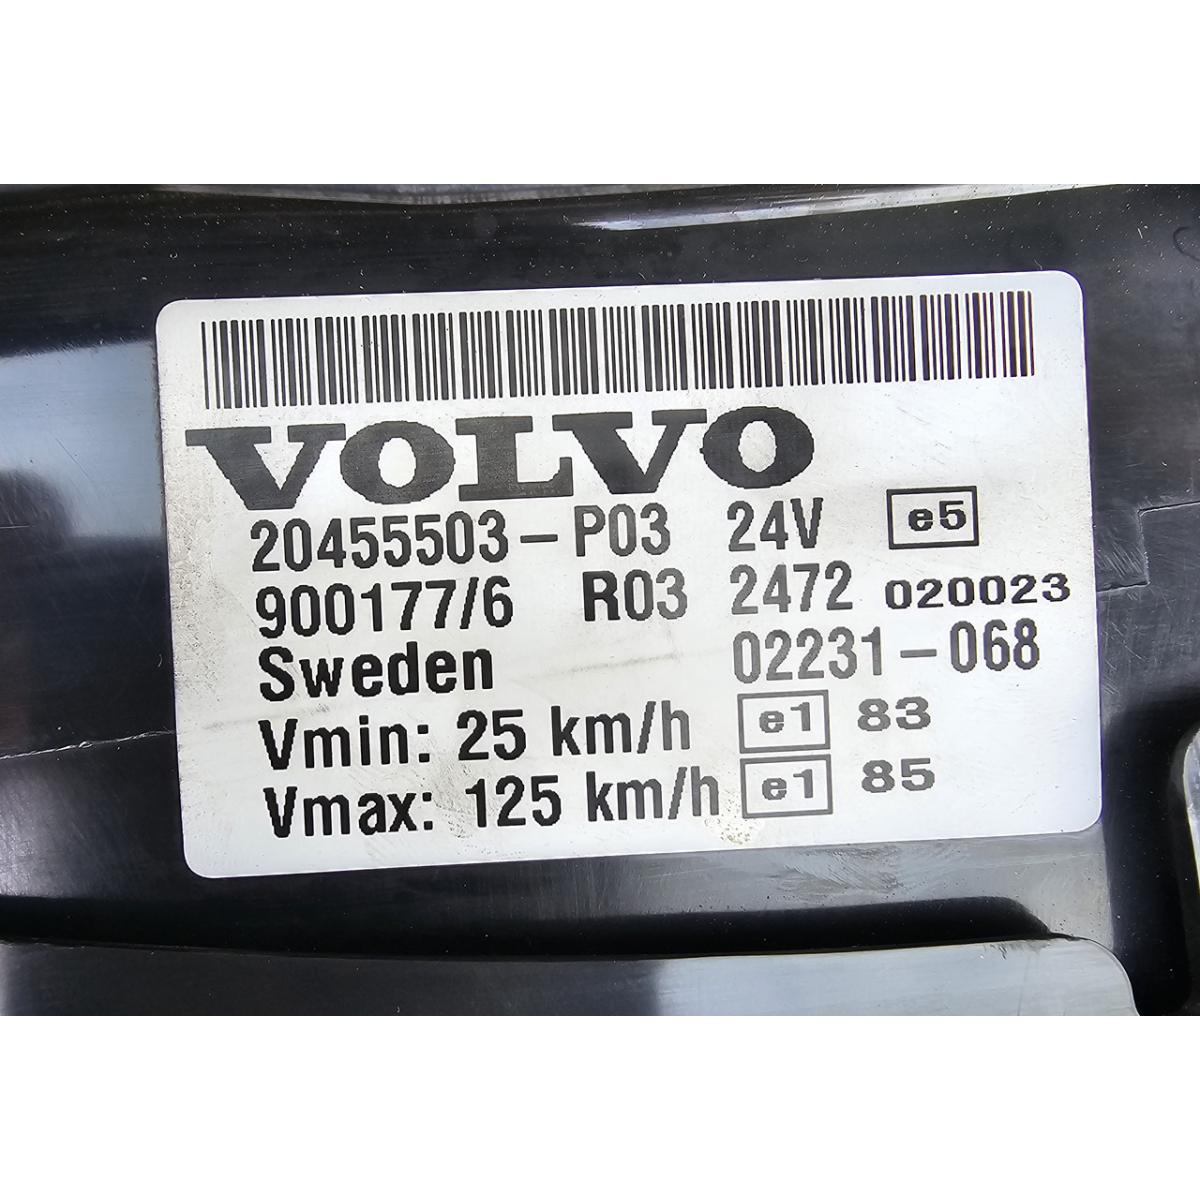 VOLVO
20455503-P03 24V e5
900177/6 R03 2472 020023
Sweden 02231-068
Vmin: 25 km/h e1 83
Vmax: 125 km/h e1 85